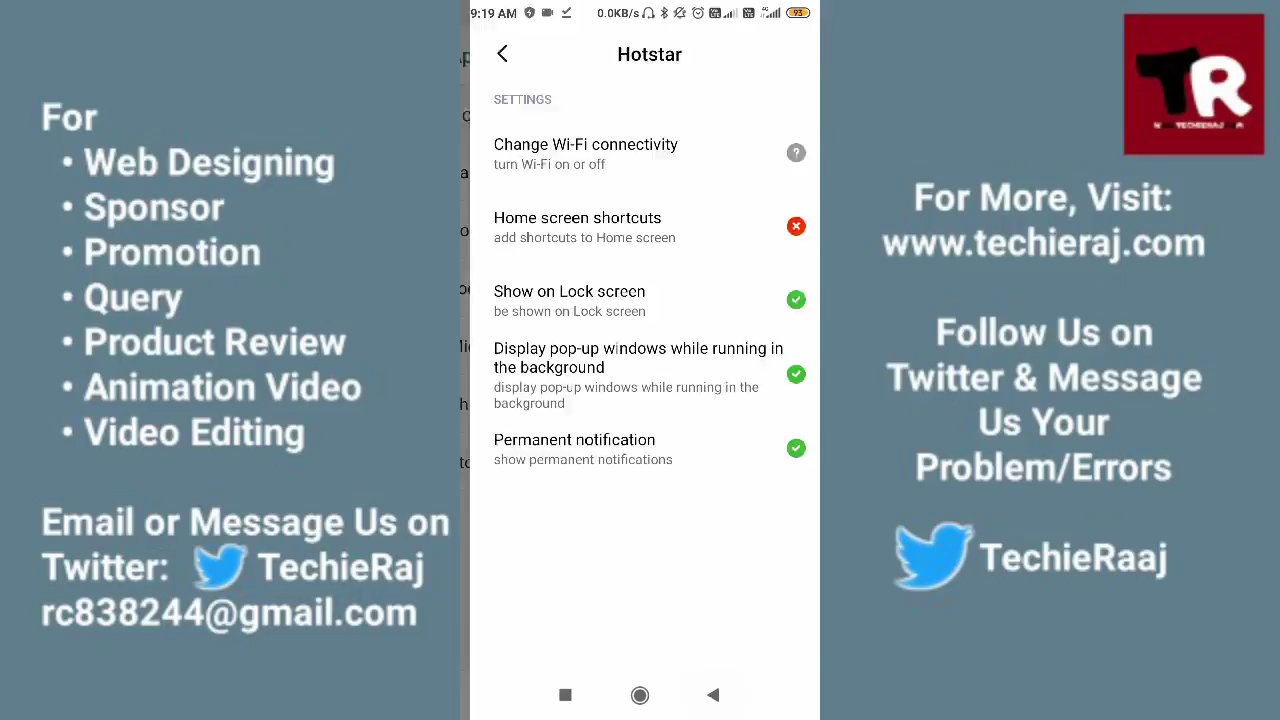 For
• Web Designing
• Sponsor
• Promotion
• Query
• Product Review
• Animation Video
• Video Editing
Email or Message Us on
Twitter: TechieRaj
rc838244@gmail.com
9:19 AM 0.0KB/s 93
Hotstar
SETTINGS
Change Wi-Fi connectivity
turn Wi-Fi on or off
Home screen shortcuts
add shortcuts to Home screen
Show on Lock screen
be shown on Lock screen
Display pop-up windows while running in
the background
display pop-up windows while running in the
background
Permanent notification
show permanent notifications
TR
For More, Visit:
www.techieraj.com
Follow Us on
Twitter & Message
Us Your
Problem/Errors
TechieRaaj